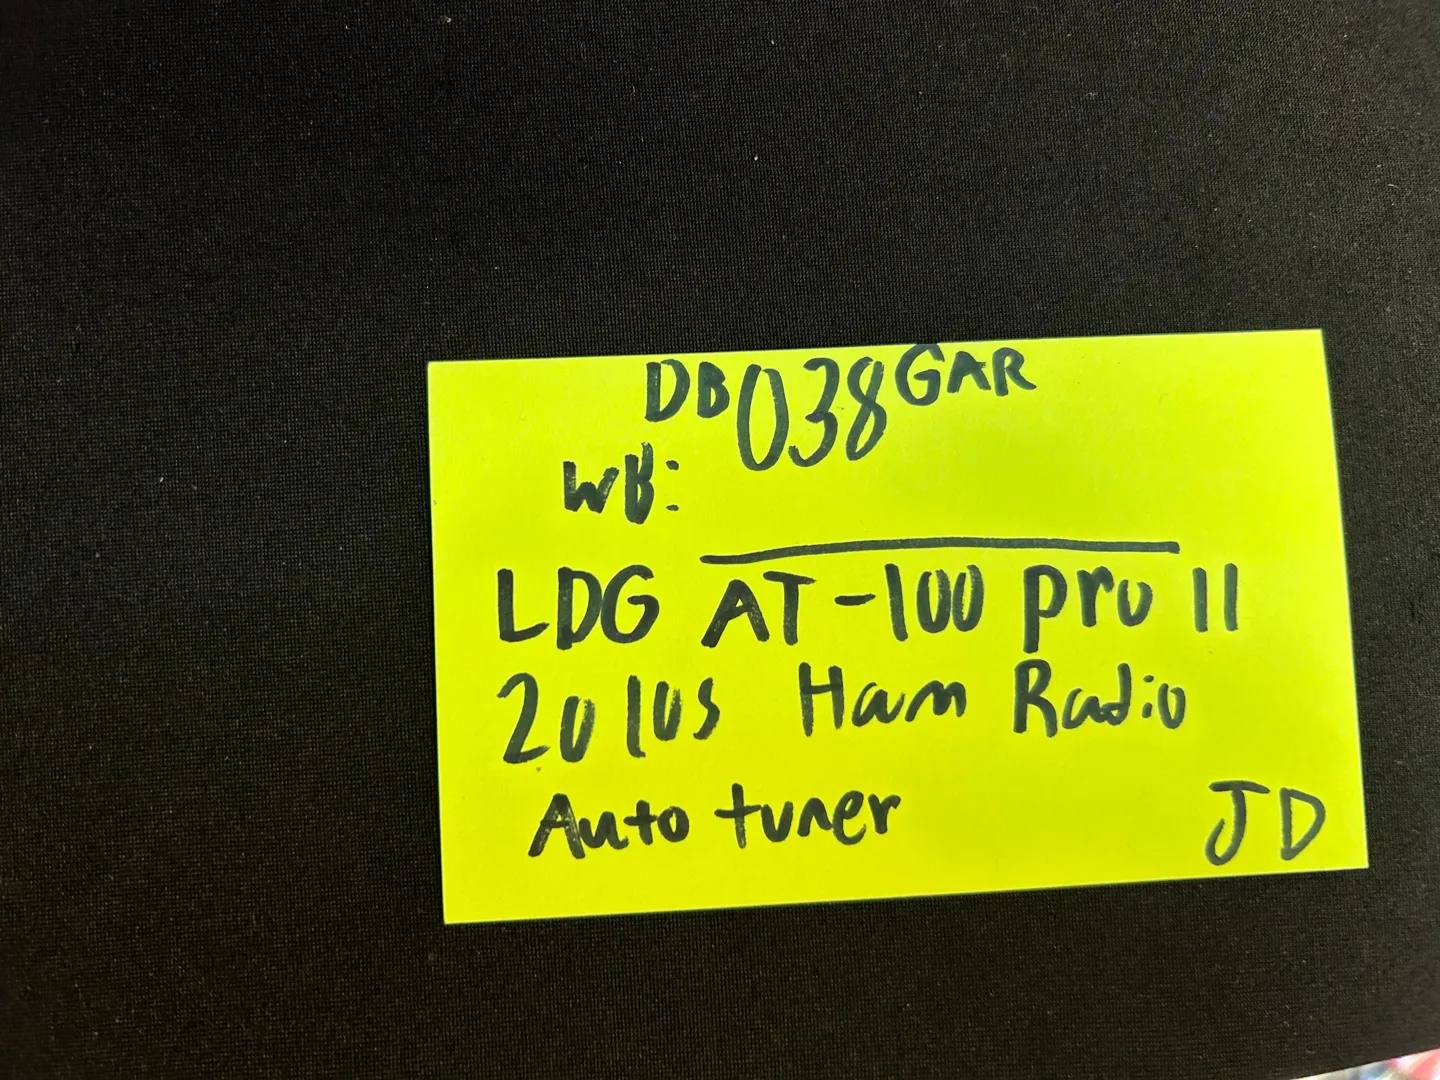 DB038GAR
WB:
LDG AT-100 Pro II
2010s Ham Radio
Auto tuner JD